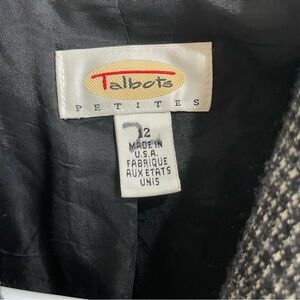 Talbots
PETITES
12
MADE IN
U.S.A.
FABRIQUE
AUX ETATS
UNIS